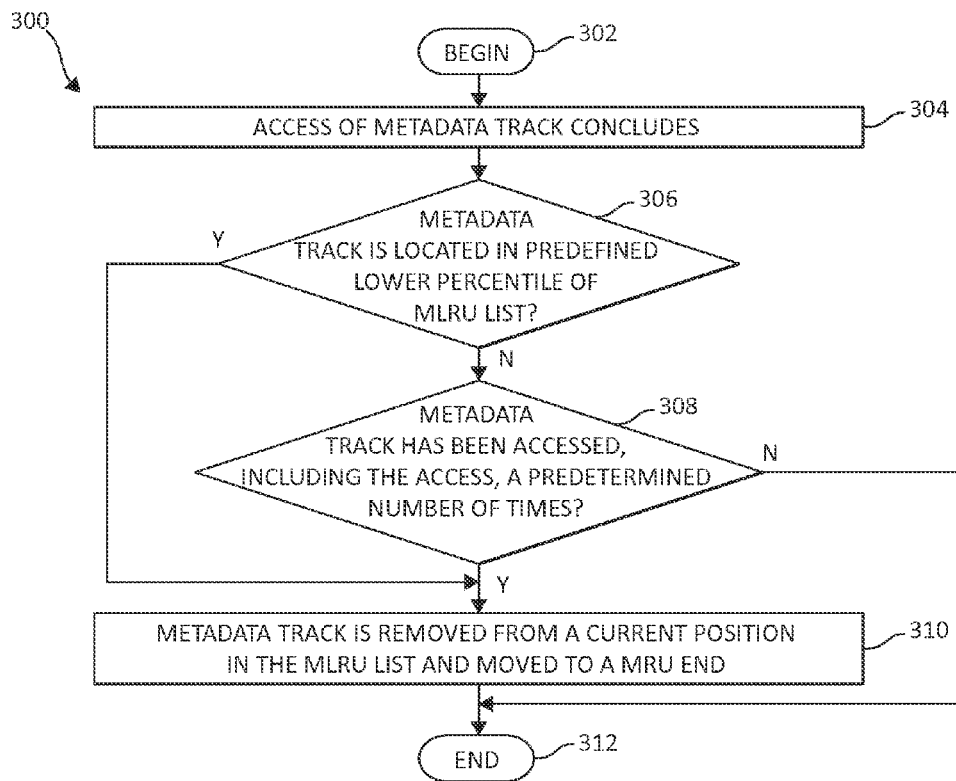 300
BEGIN
302
ACCESS OF METADATA TRACK CONCLUDES
304
METADATA
TRACK IS LOCATED IN PREDEFINED
LOWER PERCENTILE OF
MLRU LIST?
306
Y
N
METADATA
TRACK HAS BEEN ACCESSED,
INCLUDING THE ACCESS, A PREDETERMINED
NUMBER OF TIMES?
308
N
Y
METADATA TRACK IS REMOVED FROM A CURRENT POSITION
IN THE MLRU LIST AND MOVED TO A MRU END
310
END
312